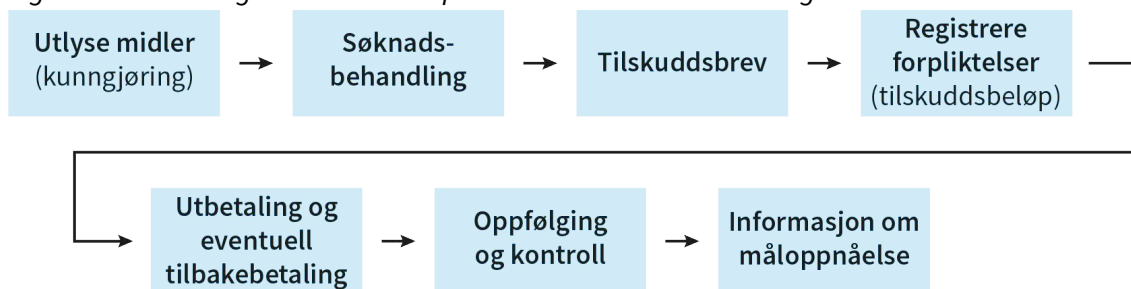 Utlyse midler
(kunngjøring)
Søknads-
behandling
Tilskuddsbrev
Registrere
forpliktelser
(tilskuddsbeløp)
Utbetaling og
eventuell
tilbakebetaling
Oppfølging
og kontroll
Informasjon om
måloppnåelse